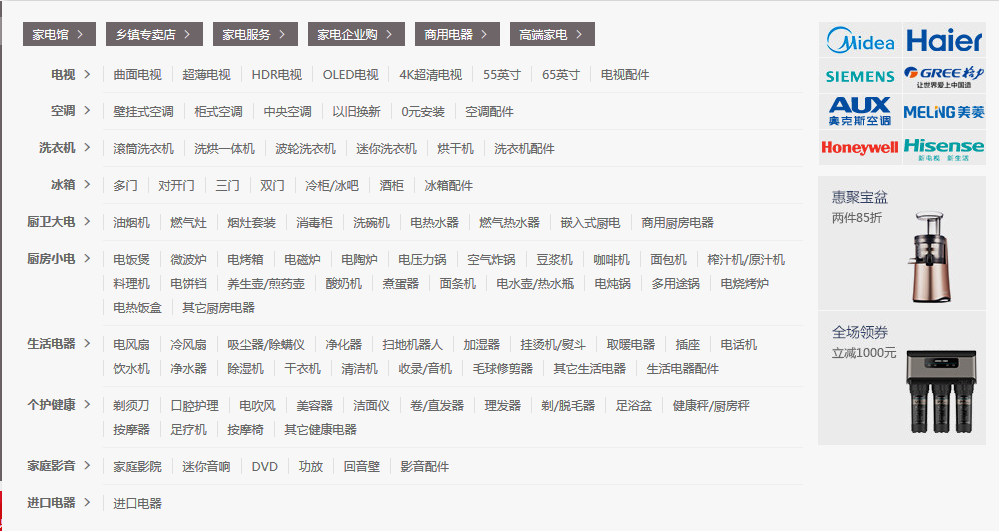 家电馆 > 乡镇专卖店 > 家电服务 > 家电企业购 > 商用电器 > 高端家电 >
电视 > 曲面电视 超薄电视 HDR电视 OLED电视 4K超清电视 55英寸 65英寸 电视配件
空调 > 壁挂式空调 柜式空调 中央空调 以旧换新 0元安装 空调配件
洗衣机 > 滚筒洗衣机 洗烘一体机 波轮洗衣机 迷你洗衣机 烘干机 洗衣机配件
冰箱 > 多门 对开门 三门 双门 冷柜/冰吧 酒柜 冰箱配件
厨卫大电 > 油烟机 燃气灶 烟灶套装 消毒柜 洗碗机 电热水器 燃气热水器 嵌入式厨电 商用厨房电器
厨房小电 > 电饭煲 微波炉 电烤箱 电磁炉 电陶炉 电压力锅 空气炸锅 豆浆机 咖啡机 面包机 榨汁机/原汁机
料理机 电饼铛 养生壶/煎药壶 酸奶机 煮蛋器 面条机 电水壶/热水瓶 电炖锅 多用途锅 电烧烤炉
电热饭盒 其它厨房电器
生活电器 > 电风扇 冷风扇 吸尘器/除螨仪 净化器 扫地机器人 加湿器 挂烫机/熨斗 取暖电器 插座 电话机
饮水机 净水器 除湿机 干衣机 清洁机 收录/音机 毛球修剪器 其它生活电器 生活电器配件
个护健康 > 剃须刀 口腔护理 电吹风 美容器 洁面仪 卷/直发器 理发器 剃/脱毛器 足浴盆 健康秤/厨房秤
按摩器 足疗机 按摩椅 其它健康电器
家庭影音 > 家庭影院 迷你音响 DVD 功放 回音壁 影音配件
进口电器 > 进口电器
Midea Haier
SIEMENS GREE格力
让世界爱上中国造
AUX
奥克斯空调 MELING美菱
Honeywell Hisense
新电视 新生活
惠聚宝盆
两件85折
全场领券
立减1000元